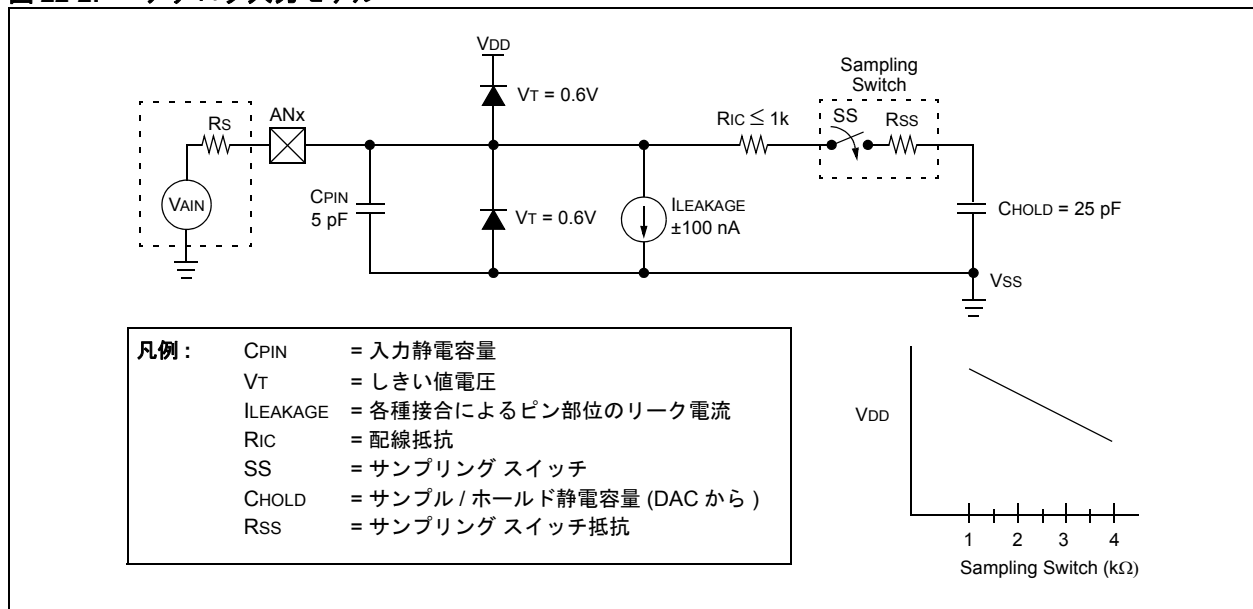 VDD
Sampling
Switch
VT = 0.6V
RS
ANx
RIC ≤ 1k
SS
RSS
VAIN
CPIN
5 pF
VT = 0.6V
ILEAKAGE
±100 nA
CHOLD = 25 pF
VSS
凡例 : CPIN = 入力静電容量
VT = しきい値電圧
ILEAKAGE = 各種接合によるピン部位のリーク電流
RIC = 配線抵抗
SS = サンプリング スイッチ
CHOLD = サンプル / ホールド静電容量 (DAC から )
RSS = サンプリング スイッチ抵抗
VDD
1 2 3 4
Sampling Switch (kΩ)